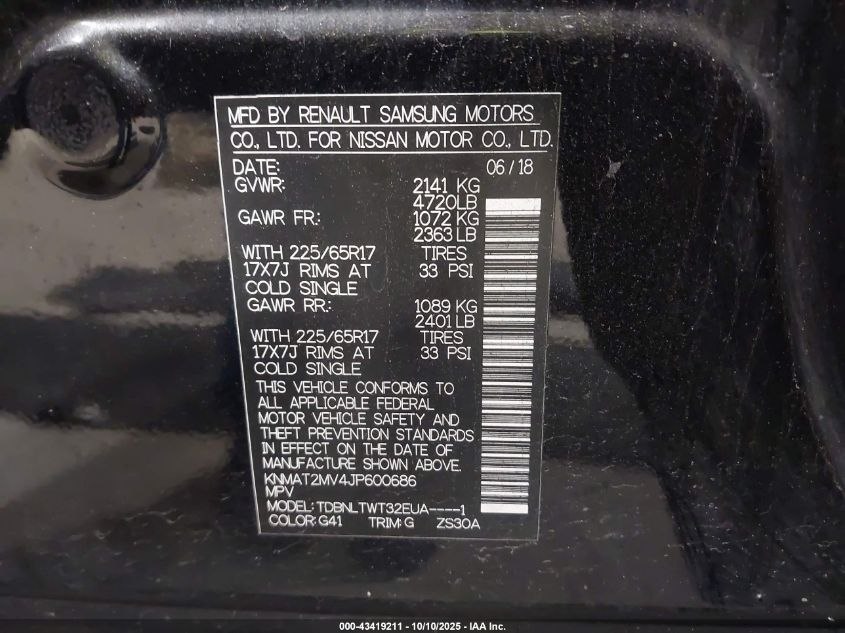 MFD BY RENAULT SAMSUNG MOTORS
CO., LTD. FOR NISSAN MOTOR CO., LTD.
DATE: 06 / 18
GVWR: 2141 KG
4720LB
GAWR FR.: 1072 KG
2363 LB
WITH 225/65R17 TIRES
17X7J RIMS AT 33 PSI
COLD SINGLE
GAWR RR.: 1089 KG
2401 LB
WITH 225/65R17 TIRES
17X7J RIMS AT 33 PSI
COLD SINGLE
THIS VEHICLE CONFORMS TO
ALL APPLICABLE FEDERAL
MOTOR VEHICLE SAFETY AND
THEFT PREVENTION STANDARDS
IN EFFECT ON THE DATE OF
MANUFACTURE SHOWN ABOVE.
KNMAT2MV4JP600686
MPV
MODEL: TDBNLTWT32EUA----1
COLOR: G41 TRIM: G ZS30A
000-43419211 - 10/10/2025 - IAA Inc.